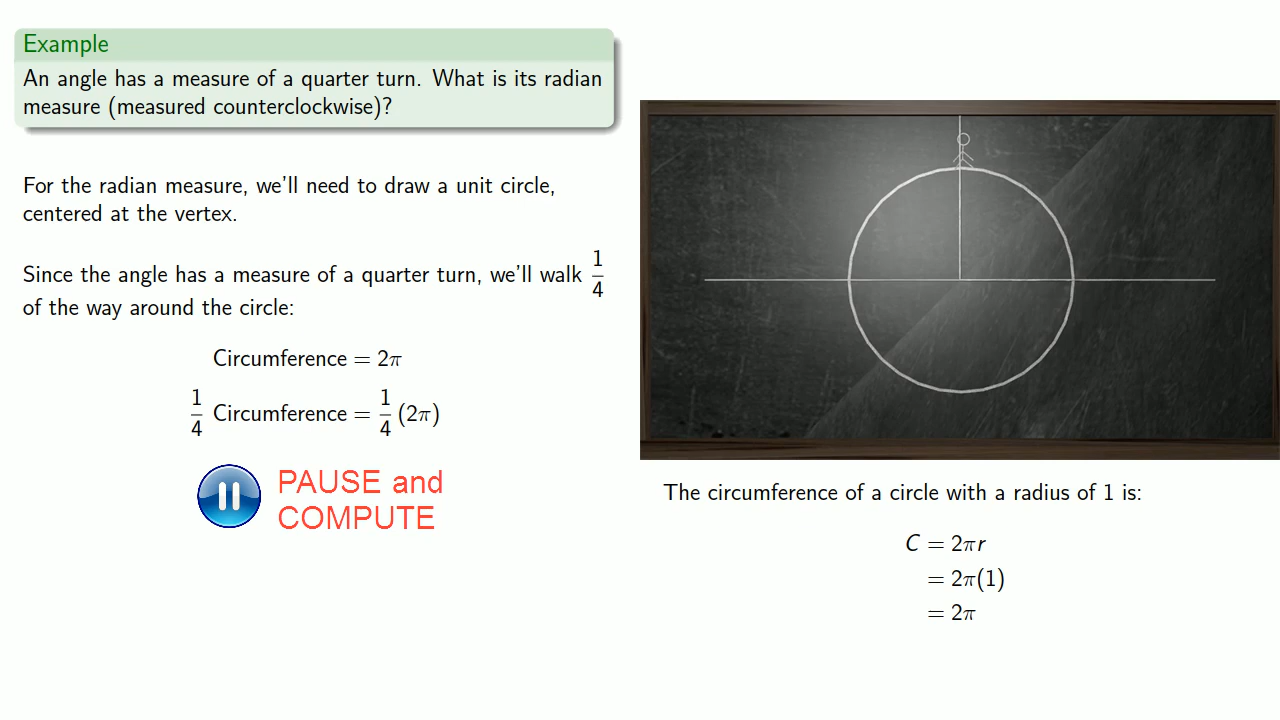 Example
An angle has a measure of a quarter turn. What is its radian
measure (measured counterclockwise)?
For the radian measure, we'll need to draw a unit circle,
centered at the vertex.
Since the angle has a measure of a quarter turn, we'll walk 1/4
of the way around the circle:
Circumference = 2π
1/4 Circumference = 1/4 (2π)
PAUSE and
COMPUTE
The circumference of a circle with a radius of 1 is:
C = 2πr
= 2π(1)
= 2π